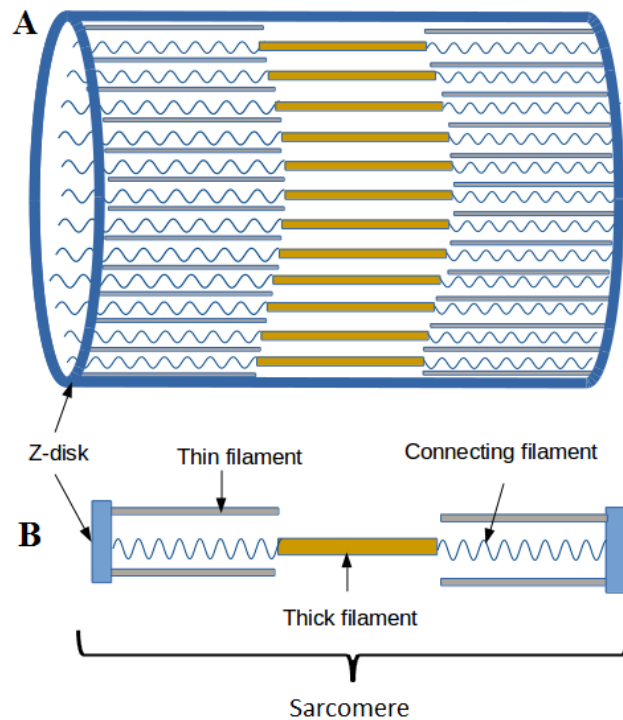 A
Z-disk
Thin filament
Connecting filament
B
Thick filament
Sarcomere